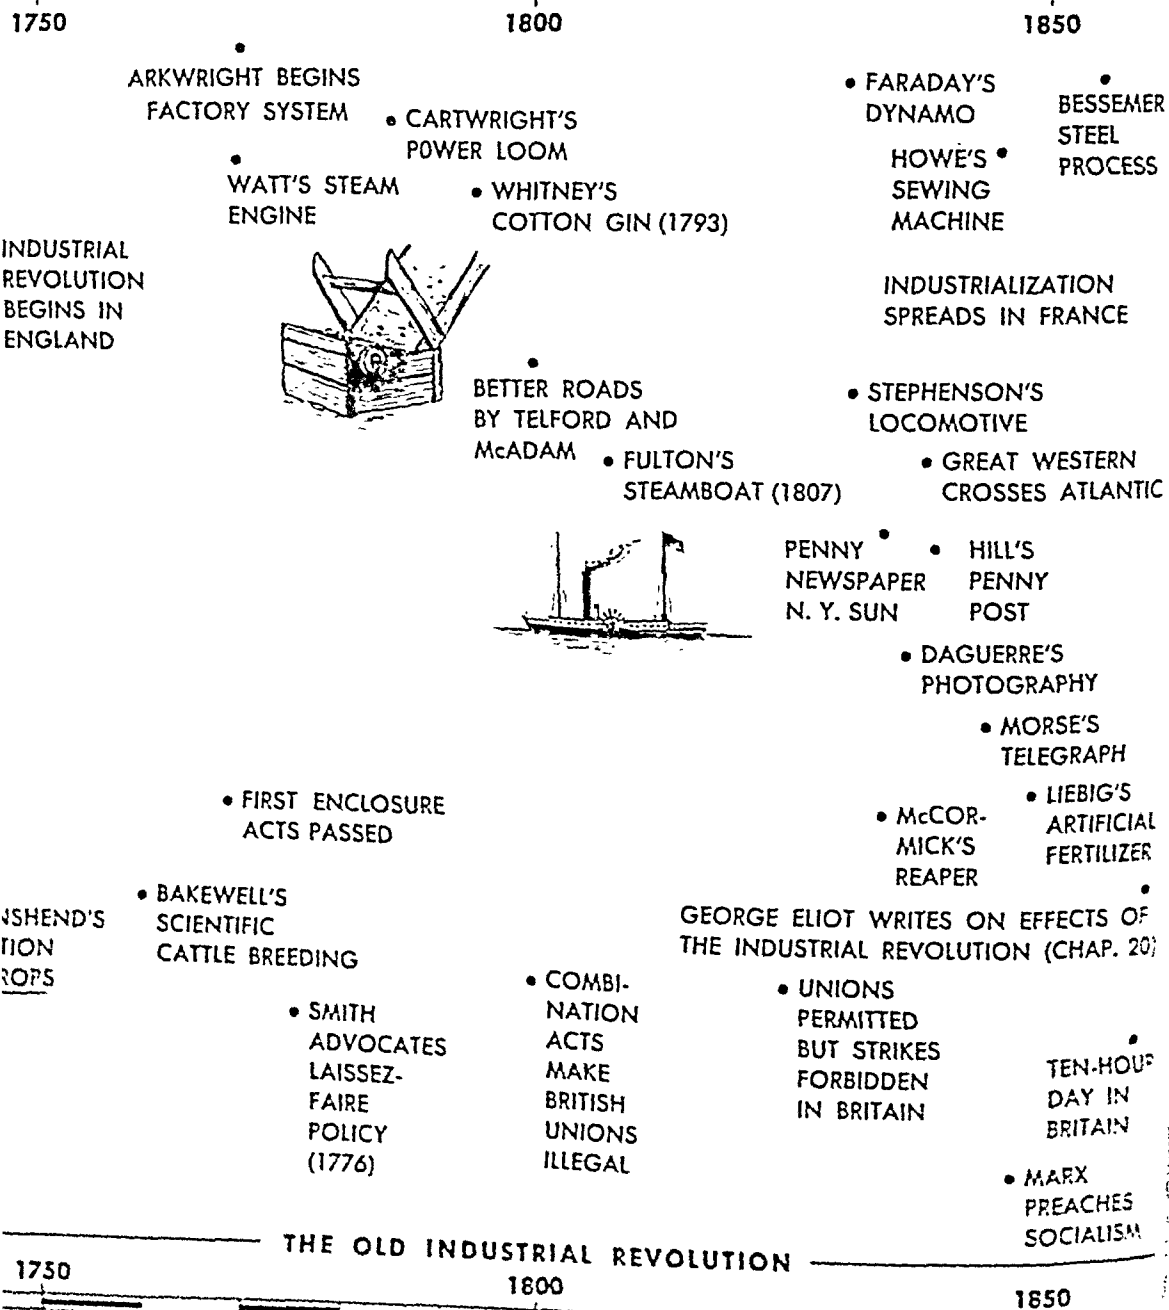 1750 1800 1850
ARKWRIGHT BEGINS
FACTORY SYSTEM
CARTWRIGHT'S
POWER LOOM
WATT'S STEAM
ENGINE
WHITNEY'S
COTTON GIN (1793)
FARADAY'S
DYNAMO
BESSEMER
STEEL
PROCESS
HOWE'S
SEWING
MACHINE
INDUSTRIAL
REVOLUTION
BEGINS IN
ENGLAND
INDUSTRIALIZATION
SPREADS IN FRANCE
BETTER ROADS
BY TELFORD AND
McADAM
STEPHENSON'S
LOCOMOTIVE
FULTON'S
STEAMBOAT (1807)
GREAT WESTERN
CROSSES ATLANTIC
PENNY
NEWSPAPER
N. Y. SUN
HILL'S
PENNY
POST
DAGUERRE'S
PHOTOGRAPHY
MORSE'S
TELEGRAPH
FIRST ENCLOSURE
ACTS PASSED
McCOR-
MICK'S
REAPER
LIEBIG'S
ARTIFICIAL
FERTILIZER
NSHEND'S
TION
ROPS
BAKEWELL'S
SCIENTIFIC
CATTLE BREEDING
GEORGE ELIOT WRITES ON EFFECTS OF
THE INDUSTRIAL REVOLUTION (CHAP. 20)
SMITH
ADVOCATES
LAISSEZ-
FAIRE
POLICY
(1776)
COMBI-
NATION
ACTS
MAKE
BRITISH
UNIONS
ILLEGAL
UNIONS
PERMITTED
BUT STRIKES
FORBIDDEN
IN BRITAIN
TEN-HOUR
DAY IN
BRITAIN
MARX
PREACHES
SOCIALISM
THE OLD INDUSTRIAL REVOLUTION
1750 1800 1850